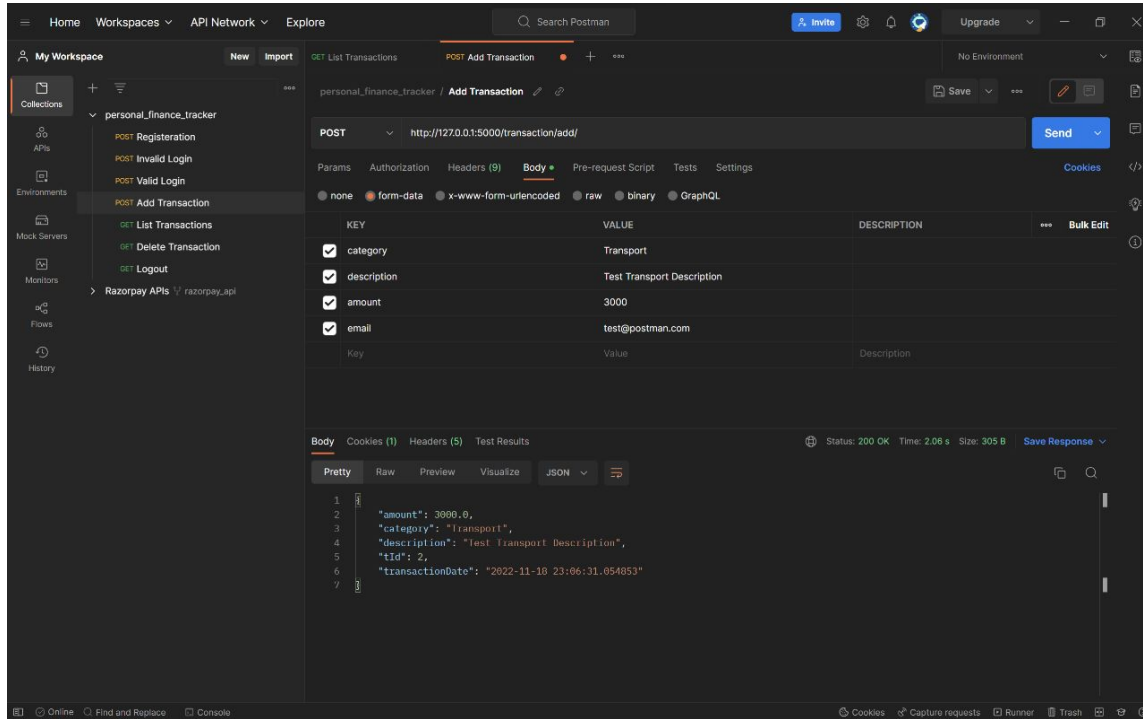 Home Workspaces API Network Explore Search Postman Invite Upgrade
My Workspace New Import GET List Transactions POST Add Transaction No Environment
Collections
APIs
Environments
Mock Servers
Monitors
Flows
History
personal_finance_tracker
POST Registeration
POST Invalid Login
POST Valid Login
POST Add Transaction
GET List Transactions
GET Delete Transaction
GET Logout
Razorpay APIs razorpay_api
personal_finance_tracker / Add Transaction Save
POST http://127.0.0.1:5000/transaction/add/ Send
Params Authorization Headers (9) Body Pre-request Script Tests Settings Cookies
none form-data x-www-form-urlencoded raw binary GraphQL
KEY VALUE DESCRIPTION Bulk Edit
category Transport
description Test Transport Description
amount 3000
email test@postman.com
Key Value Description
Body Cookies (1) Headers (5) Test Results Status: 200 OK Time: 2.06 s Size: 305 B Save Response
Pretty Raw Preview Visualize JSON
1 {
2 "amount": 3000.0,
3 "category": "Transport",
4 "description": "Test Transport Description",
5 "tId": 2,
6 "transactionDate": "2022-11-18 23:06:31.054853"
7 }
Online Find and Replace Console Cookies Capture requests Runner Trash